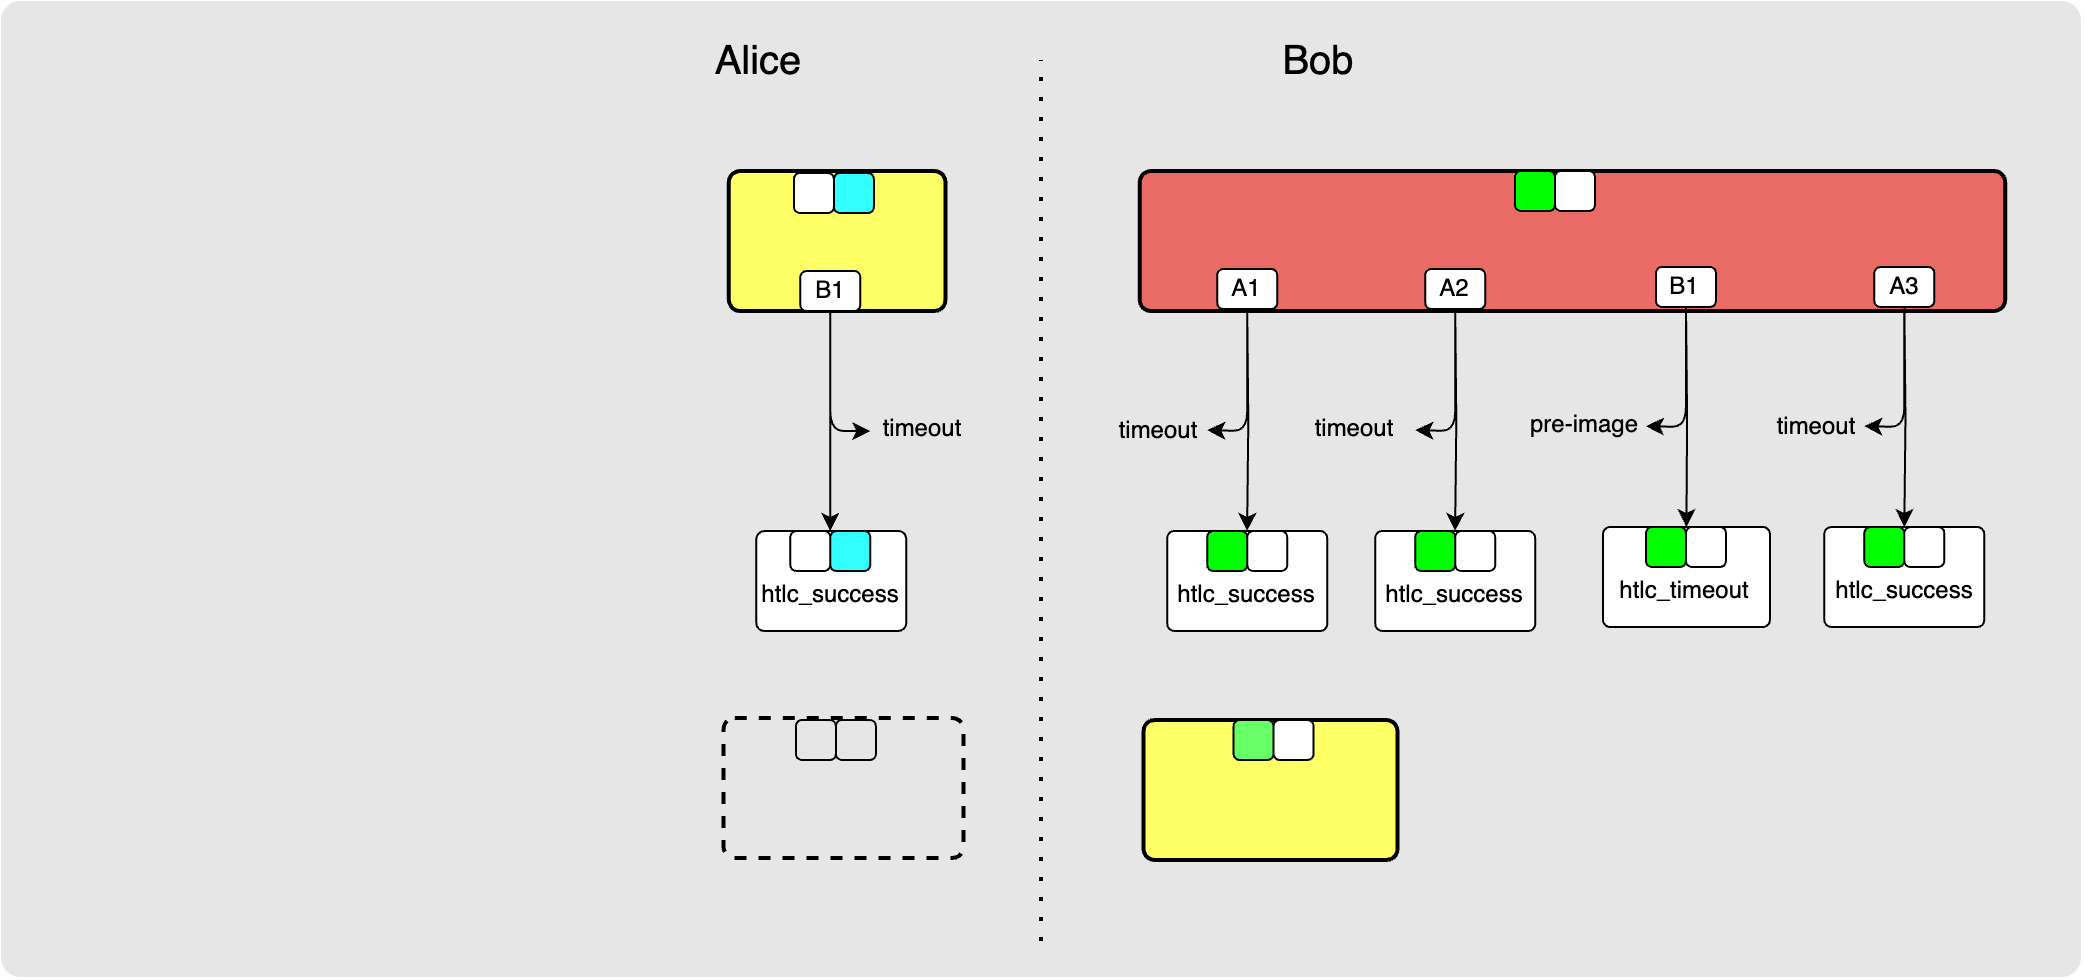 Alice
Bob
B1
A1
A2
B1
A3
timeout
timeout
timeout
pre-image
timeout
htlc_success
htlc_success
htlc_success
htlc_timeout
htlc_success